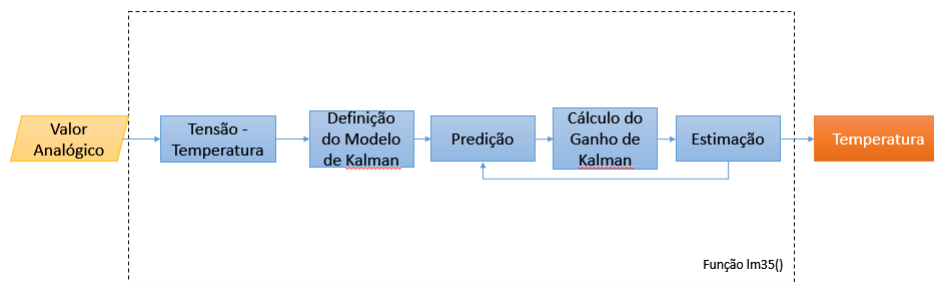 Valor
Analógico
Tensão -
Temperatura
Definição
do Modelo
de Kalman
Predição
Cálculo do
Ganho de
Kalman
Estimação
Temperatura
Função lm35()